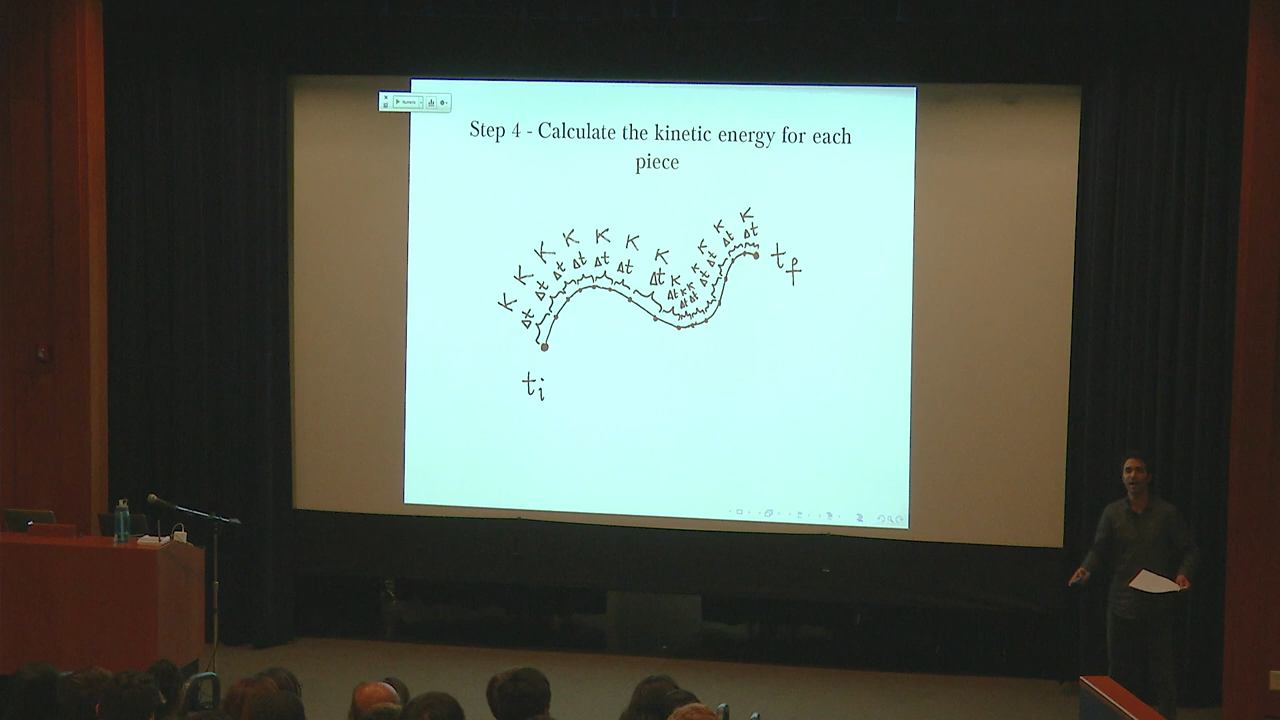 Step 4 - Calculate the kinetic energy for each
piece
K K K K K K K K K K K K K K K
Δt Δt Δt Δt Δt Δt Δt Δt Δt Δt Δt Δt Δt Δt
t_f
t_i